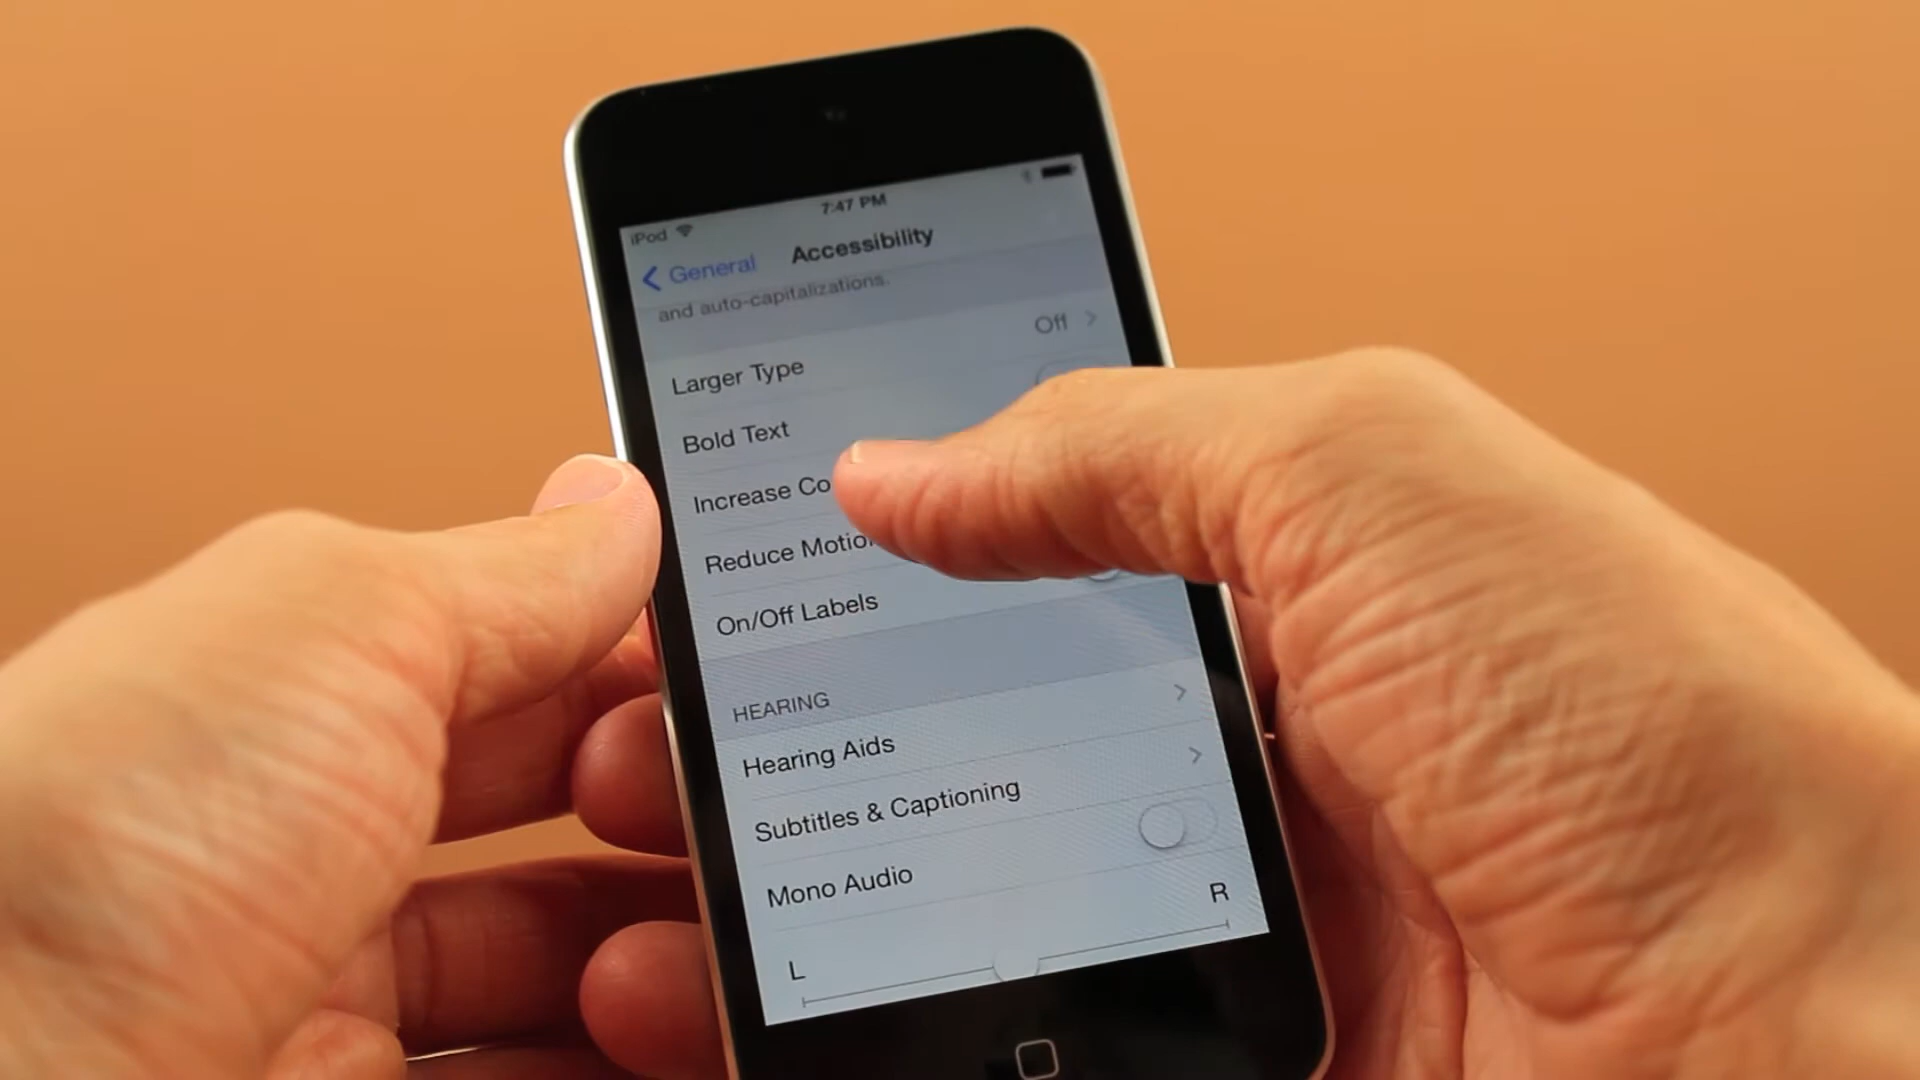 iPod 7:47 PM
General Accessibility
and auto-capitalizations.
Larger Type Off
Bold Text
Increase Co
Reduce Motio
On/Off Labels
HEARING
Hearing Aids
Subtitles & Captioning
Mono Audio
L R